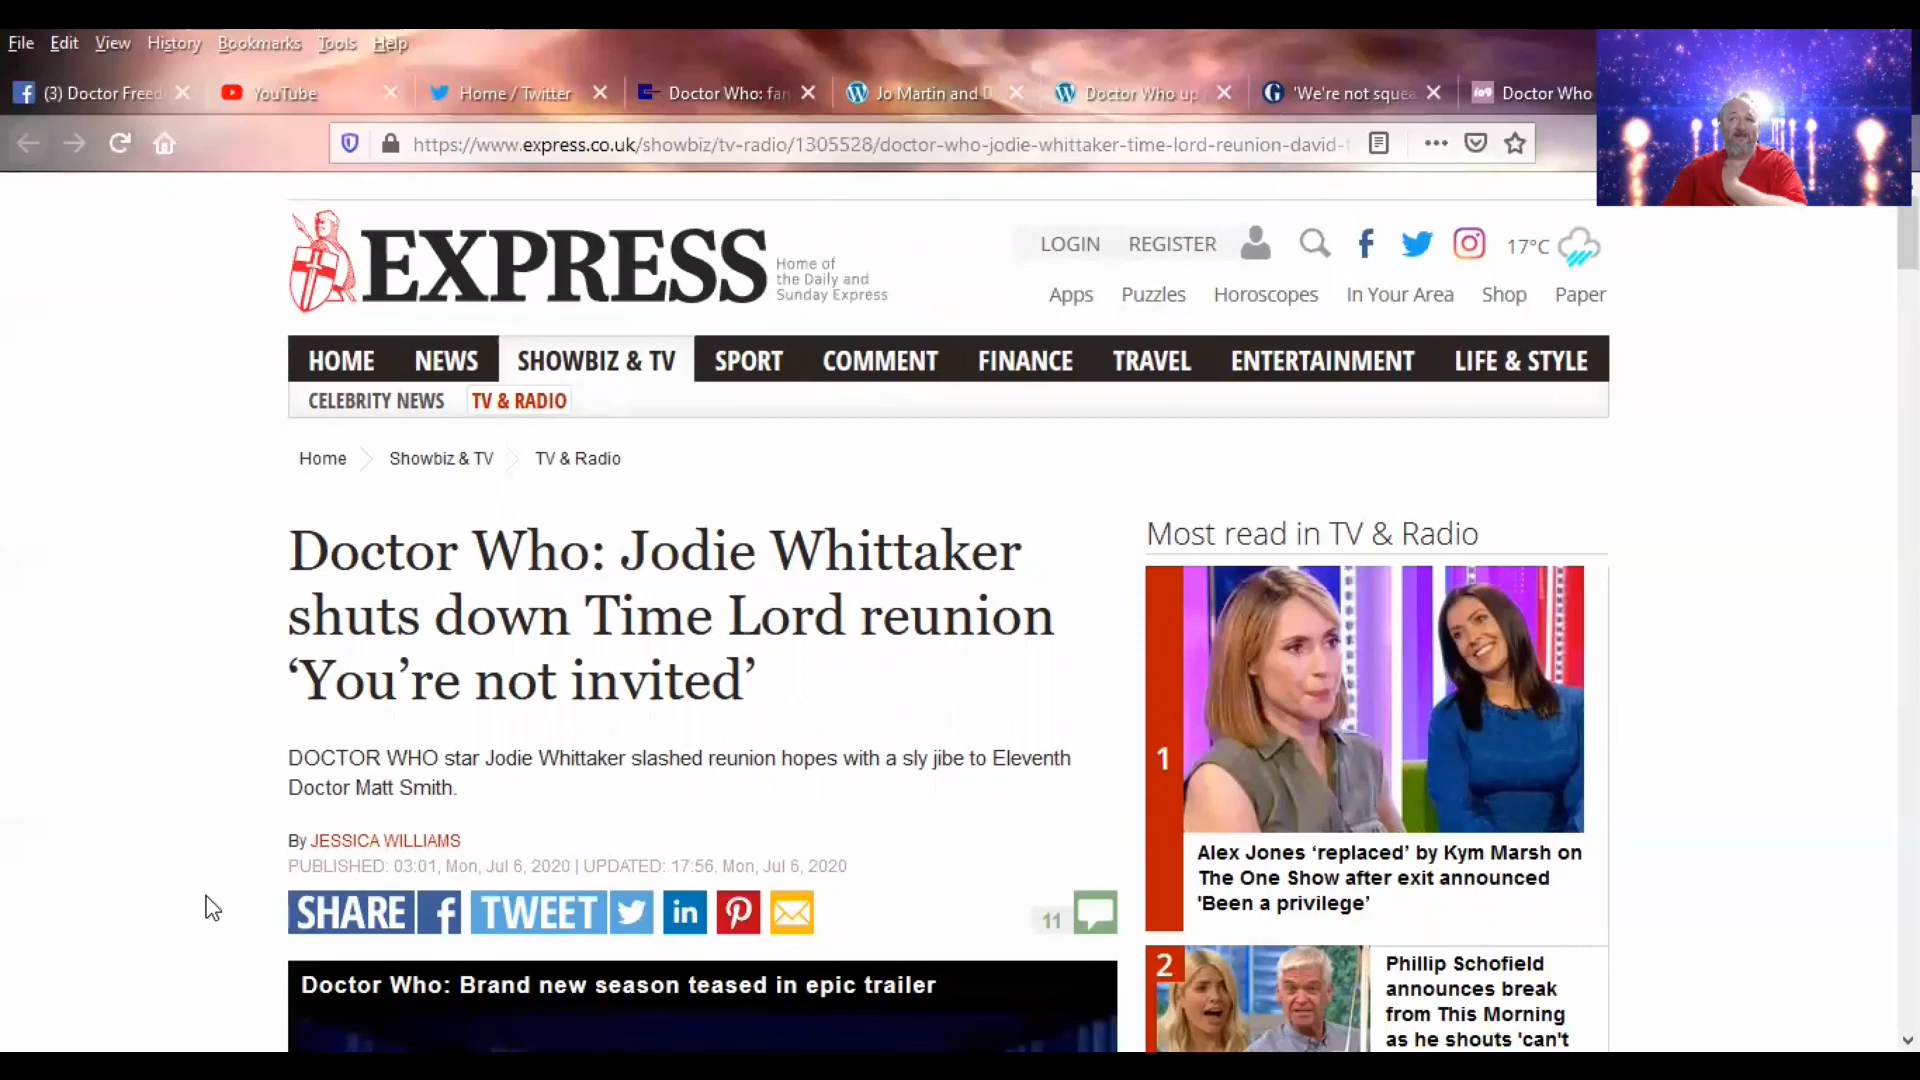 File Edit View History Bookmarks Tools Help
(3) Doctor Freed
YouTube
Home / Twitter
Doctor Who: fan
Jo Martin and D
Doctor Who up
'We're not squea
Doctor Who
https://www.express.co.uk/showbiz/tv-radio/1305528/doctor-who-jodie-whittaker-time-lord-reunion-david-t
EXPRESS
Home of
the Daily and
Sunday Express
LOGIN REGISTER
17°C
Apps Puzzles Horoscopes In Your Area Shop Paper
HOME NEWS SHOWBIZ & TV SPORT COMMENT FINANCE TRAVEL ENTERTAINMENT LIFE & STYLE
CELEBRITY NEWS TV & RADIO
Home Showbiz & TV TV & Radio
Doctor Who: Jodie Whittaker
shuts down Time Lord reunion
‘You’re not invited’
DOCTOR WHO star Jodie Whittaker slashed reunion hopes with a sly jibe to Eleventh
Doctor Matt Smith.
By JESSICA WILLIAMS
PUBLISHED: 03:01, Mon, Jul 6, 2020 | UPDATED: 17:56, Mon, Jul 6, 2020
SHARE f TWEET in
11
Doctor Who: Brand new season teased in epic trailer
Most read in TV & Radio
1
Alex Jones ‘replaced’ by Kym Marsh on
The One Show after exit announced
'Been a privilege’
2
Phillip Schofield
announces break
from This Morning
as he shouts 'can't